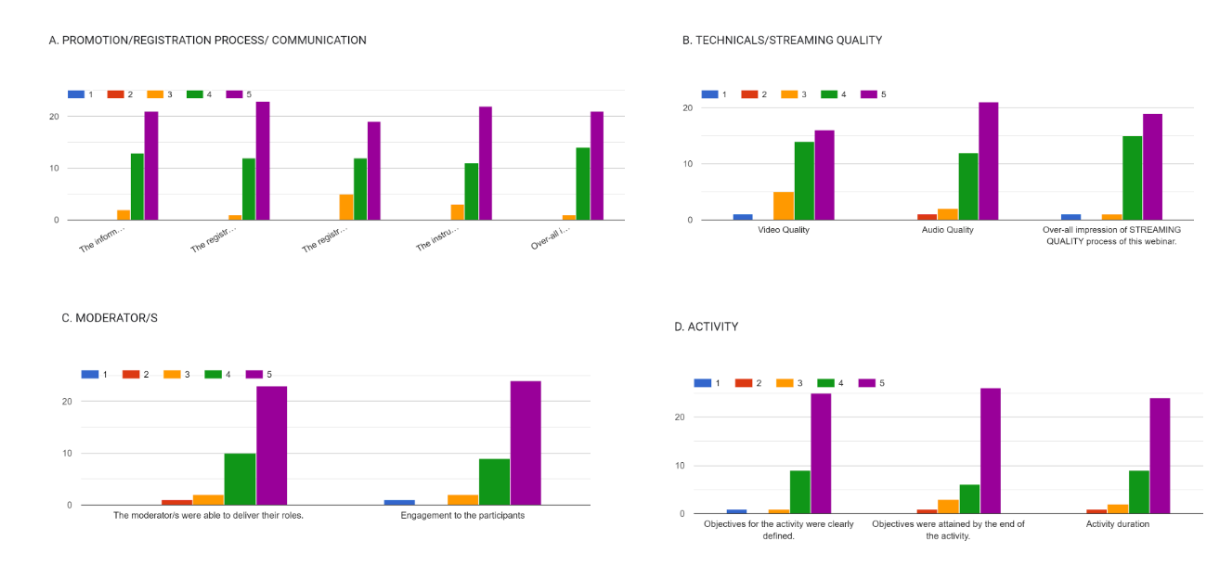 A. PROMOTION/REGISTRATION PROCESS/ COMMUNICATION
1 2 3 4 5
20
10
0
The inform…
The registr…
The registr…
The instru…
Over-all i…
B. TECHNICALS/STREAMING QUALITY
1 2 3 4 5
20
10
0
Video Quality
Audio Quality
Over-all impression of STREAMING
QUALITY process of this webinar.
C. MODERATOR/S
1 2 3 4 5
20
10
0
The moderator/s were able to deliver their roles.
Engagement to the participants
D. ACTIVITY
1 2 3 4 5
20
10
0
Objectives for the activity were clearly
defined.
Objectives were attained by the end of
the activity.
Activity duration